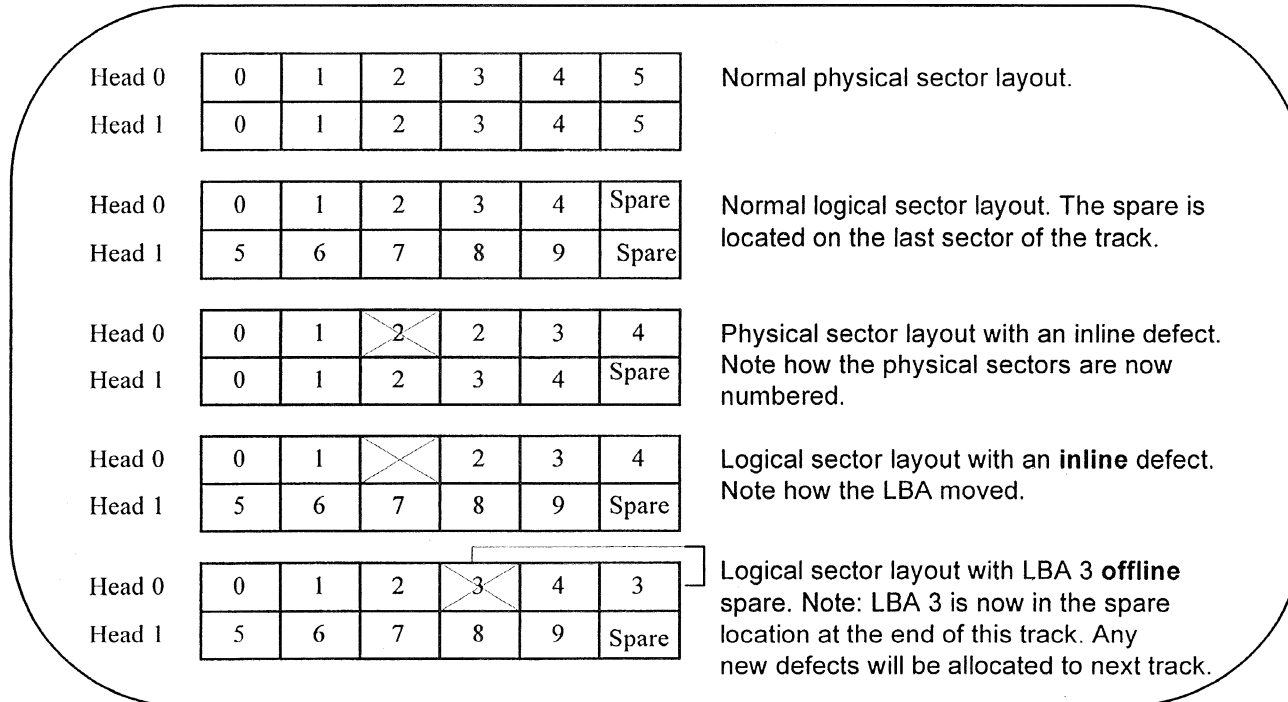 Head 0 0 1 2 3 4 5 Normal physical sector layout.
Head 1 0 1 2 3 4 5
Head 0 0 1 2 3 4 Spare Normal logical sector layout. The spare is
Head 1 5 6 7 8 9 Spare located on the last sector of the track.
Head 0 0 1 2 2 3 4 Physical sector layout with an inline defect.
Head 1 0 1 2 3 4 Spare Note how the physical sectors are now
numbered.
Head 0 0 1 2 3 4 Logical sector layout with an inline defect.
Head 1 5 6 7 8 9 Spare Note how the LBA moved.
Head 0 0 1 2 3 4 3 Logical sector layout with LBA 3 offline
spare. Note: LBA 3 is now in the spare
Head 1 5 6 7 8 9 Spare location at the end of this track. Any
new defects will be allocated to next track.